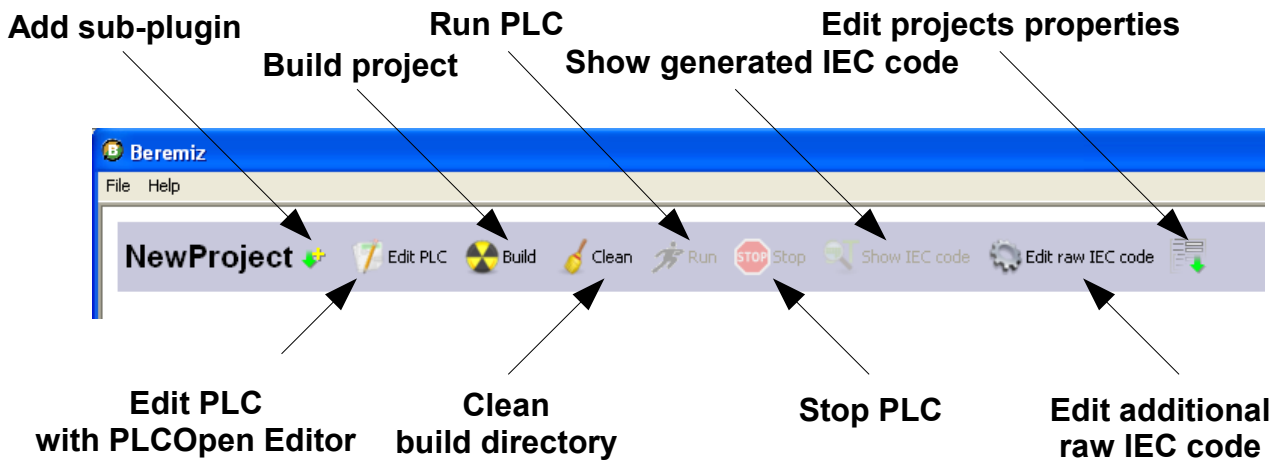 Add sub-plugin
Run PLC
Edit projects properties
Build project
Show generated IEC code
B Beremiz
File Help
NewProject Edit PLC Build Clean Run STOP Stop Show IEC code Edit raw IEC code
Edit PLC
with PLCOpen Editor
Clean
build directory
Stop PLC
Edit additional
raw IEC code